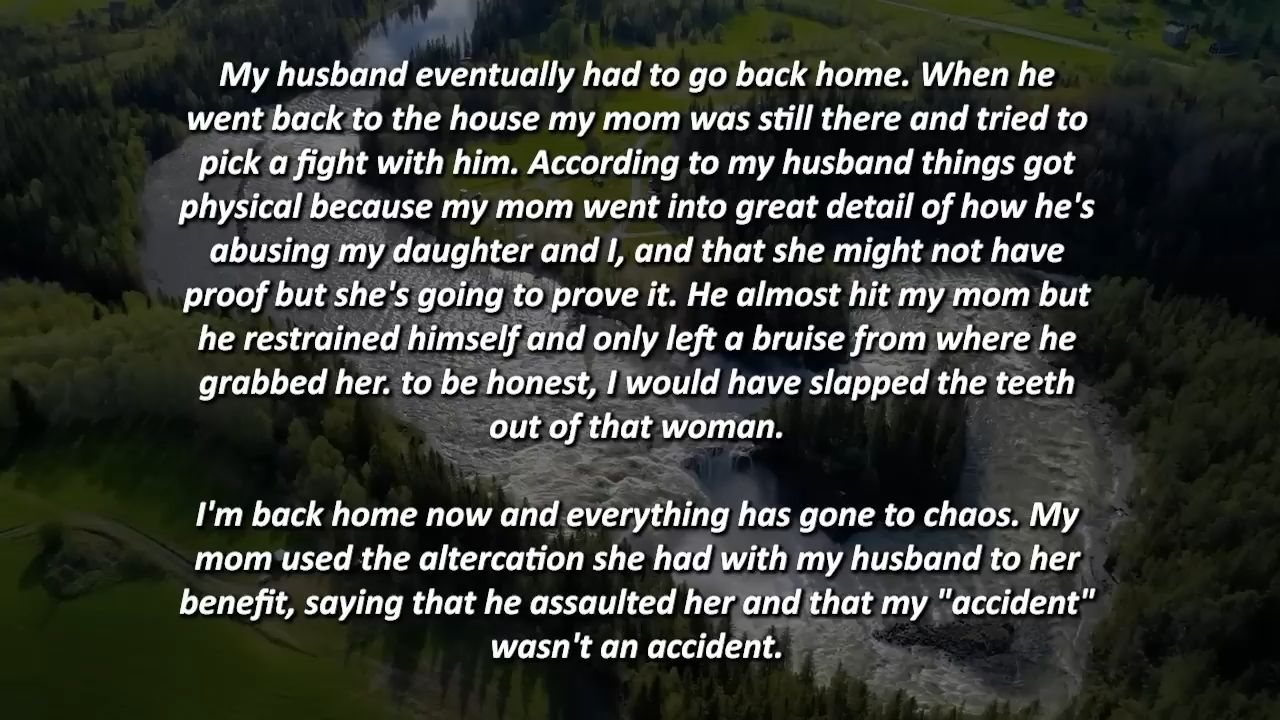 My husband eventually had to go back home. When he
went back to the house my mom was still there and tried to
pick a fight with him. According to my husband things got
physical because my mom went into great detail of how he's
abusing my daughter and I, and that she might not have
proof but she's going to prove it. He almost hit my mom but
he restrained himself and only left a bruise from where he
grabbed her. to be honest, I would have slapped the teeth
out of that woman.
I'm back home now and everything has gone to chaos. My
mom used the altercation she had with my husband to her
benefit, saying that he assaulted her and that my "accident"
wasn't an accident.